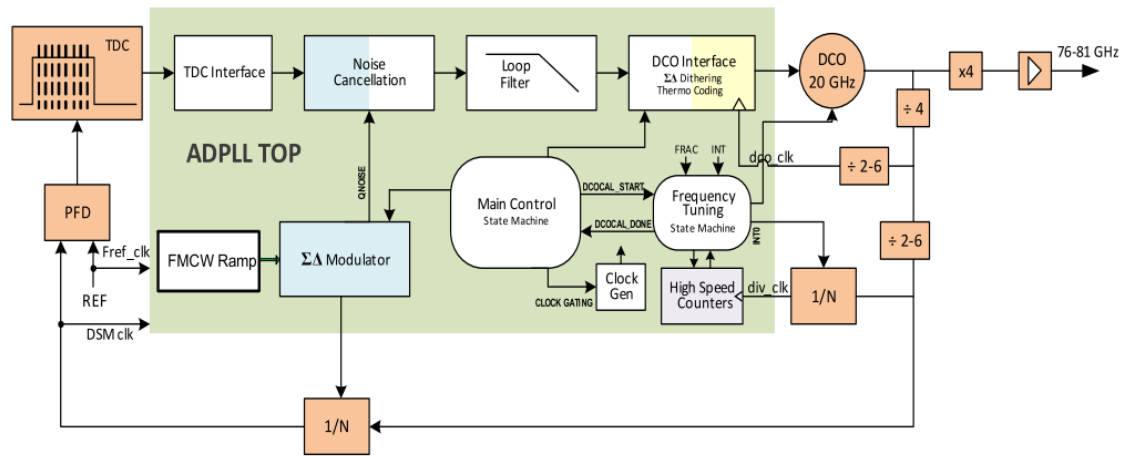 TDC
TDC Interface
Noise
Cancellation
Loop
Filter
DCO Interface
ΣΔ Dithering
Thermo Coding
DCO
20 GHz
x4
76-81 GHz
÷ 4
ADPLL TOP
QNOISE
FRAC
INT
dco_clk
÷ 2-6
PFD
Main Control
State Machine
DCOCAL_START
DCOCAL_DONE
Frequency
Tuning
State Machine
INT0
÷ 2-6
Fref_clk
FMCW Ramp
ΣΔ Modulator
REF
CLOCK GATING
Clock
Gen
High Speed
Counters
div_clk
1/N
DSM clk
1/N